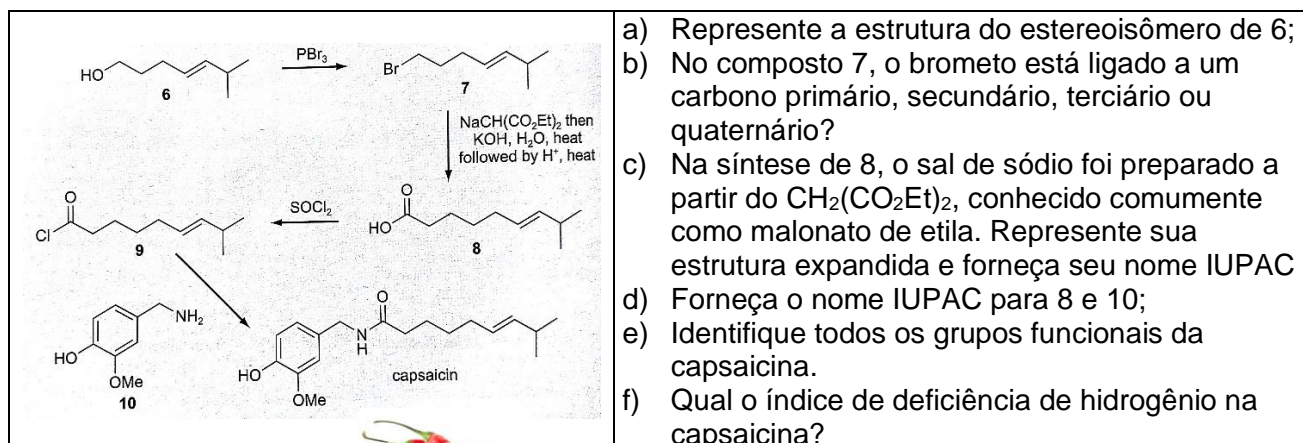 PBr₃
HO
6
Br
7
NaCH(CO₂Et)₂ then
KOH, H₂O, heat
followed by H⁺, heat
O
Cl
9
SOCl₂
O
HO
8
NH₂
HO
OMe
10
O
N
H
HO
OMe
capsaicin
a) Represente a estrutura do estereoisômero de 6;
b) No composto 7, o brometo está ligado a um
carbono primário, secundário, terciário ou
quaternário?
c) Na síntese de 8, o sal de sódio foi preparado a
partir do CH₂(CO₂Et)₂, conhecido comumente
como malonato de etila. Represente sua
estrutura expandida e forneça seu nome IUPAC
d) Forneça o nome IUPAC para 8 e 10;
e) Identifique todos os grupos funcionais da
capsaicina.
f) Qual o índice de deficiência de hidrogênio na
capsaicina?